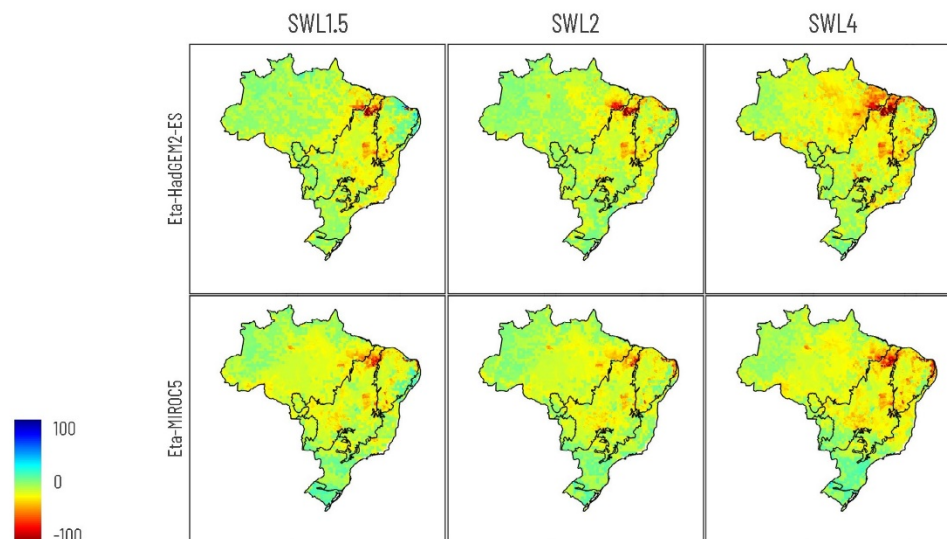 SWL1.5 SWL2 SWL4
Eta-HadGEM2-ES
Eta-MIROC5
100
0
-100